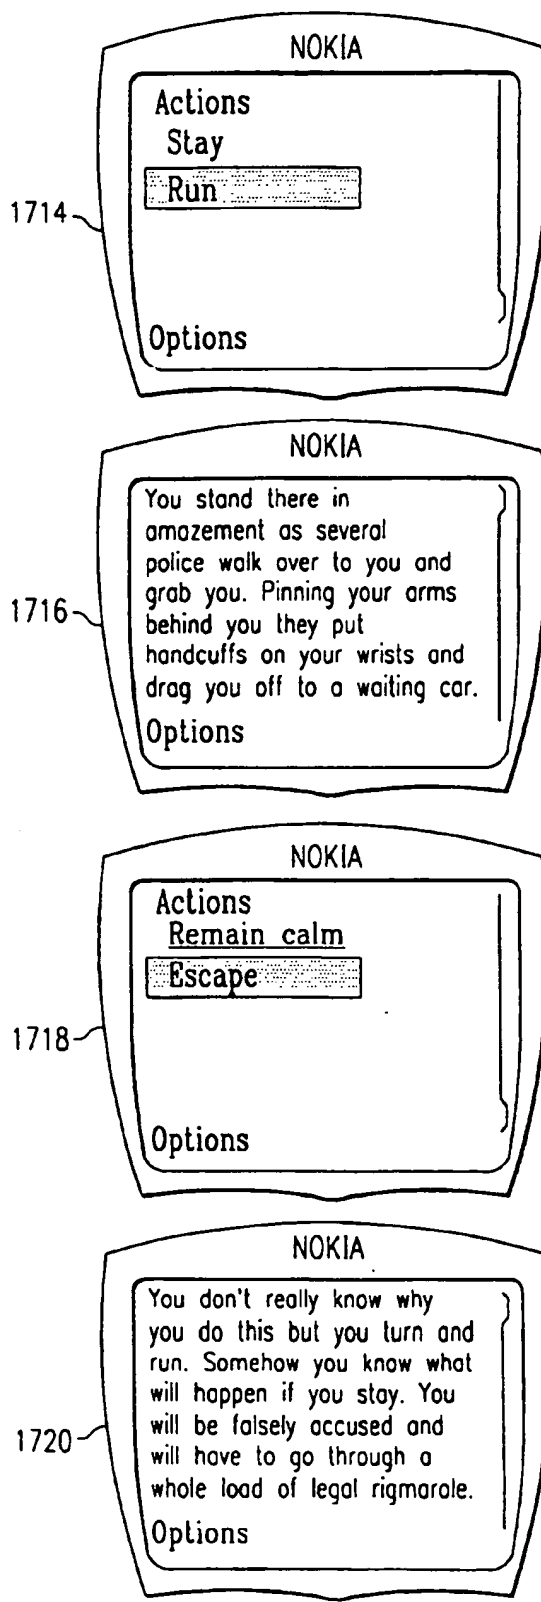 NOKIA
Actions
Stay
Run
1714
Options
NOKIA
You stand there in
amazement as several
police walk over to you and
grab you. Pinning your arms
1716
behind you they put
handcuffs on your wrists and
drag you off to a waiting car.
Options
NOKIA
Actions
Remain calm
Escape
1718
Options
NOKIA
You don't really know why
you do this but you turn and
run. Somehow you know what
will happen if you stay. You
will be falsely accused and
1720
will have to go through a
whole load of legal rigmarole.
Options